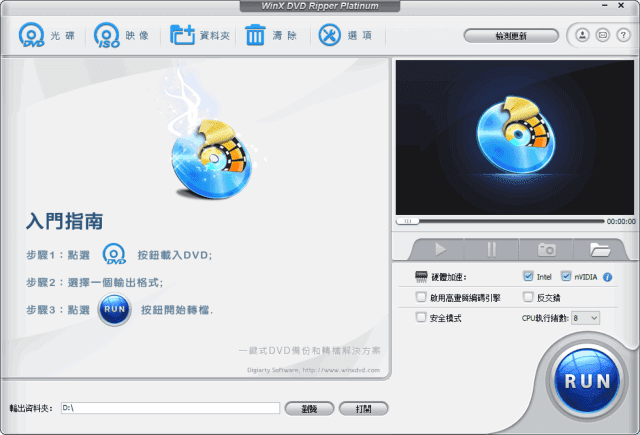 WinX DVD Ripper Platinum
DVD 光碟 ISO 映像 資料夾 清除 選項 檢測更新 ?
入門指南
步驟1：點選 DVD 按鈕載入DVD;
步驟2：選擇一個輸出格式;
步驟3：點選 RUN 按鈕開始轉檔.
一鍵式DVD備份和轉檔解決方案
Digiarty Software, http://www.winxdvd.com
00:00:00
硬體加速: Intel nVIDIA i
啟用高畫質編碼引擎 反交錯
安全模式 CPU執行緒數: 8
RUN
輸出資料夾: D:\ 瀏覽 打開